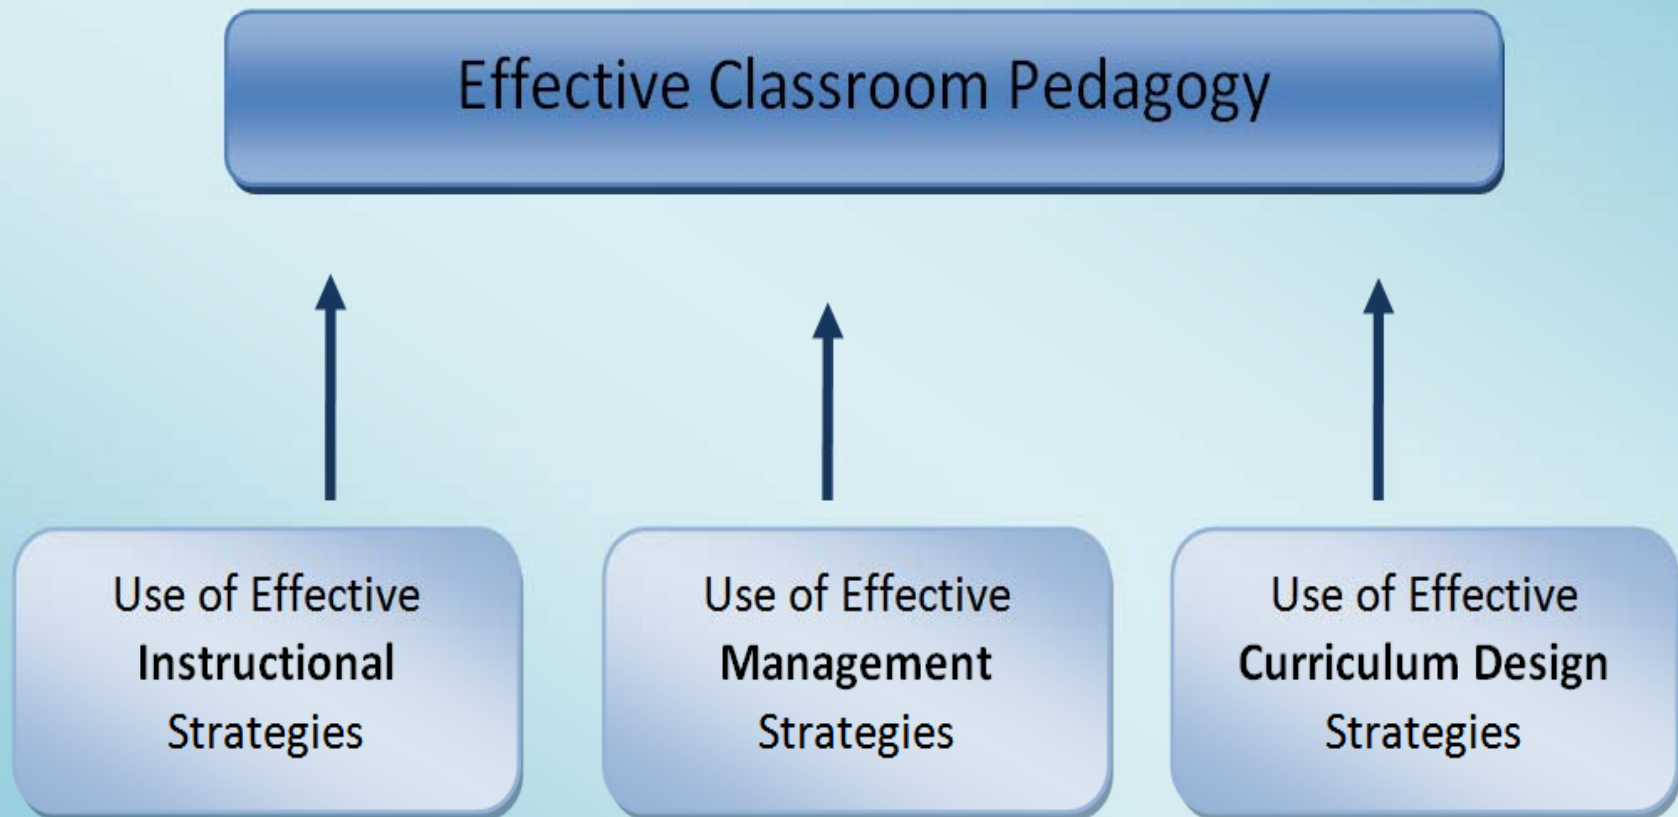 Effective Classroom Pedagogy
Use of Effective
Instructional
Strategies
Use of Effective
Management
Strategies
Use of Effective
Curriculum Design
Strategies